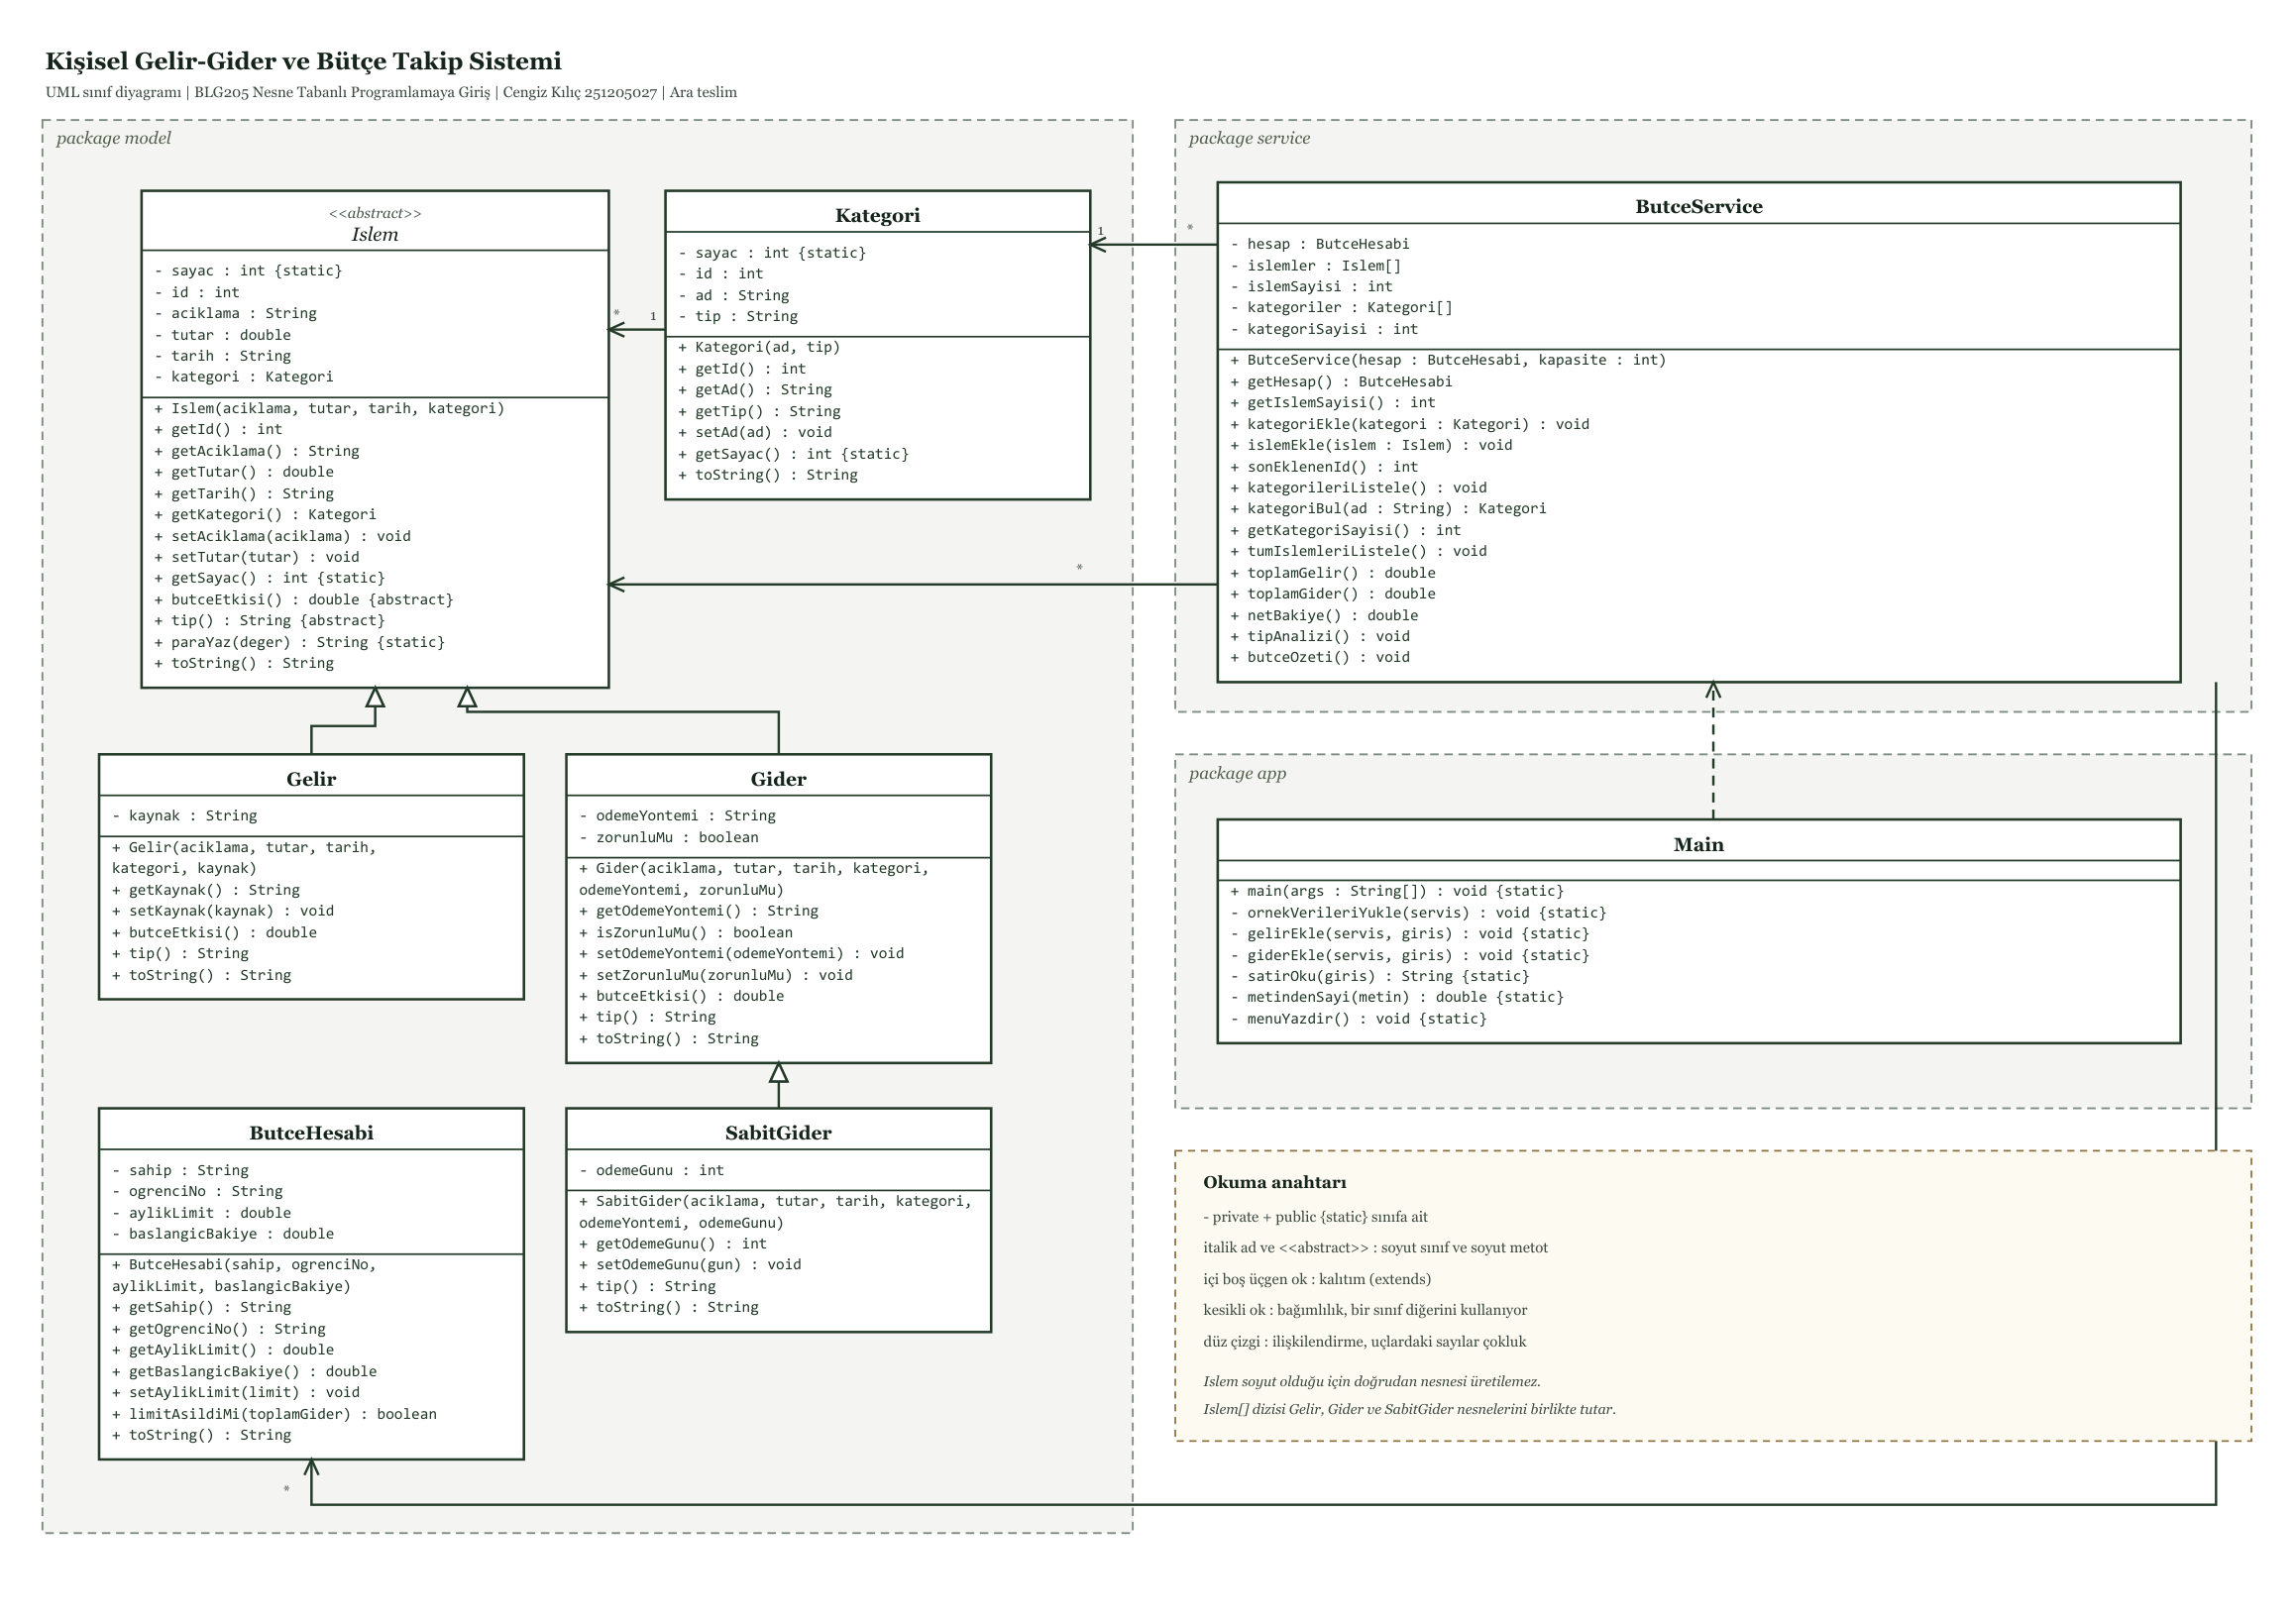 Kişisel Gelir-Gider ve Bütçe Takip Sistemi
UML sınıf diyagramı | BLG205 Nesne Tabanlı Programlamaya Giriş | Cengiz Kılıç 251205027 | Ara teslim
package model
<<abstract>>
Islem
- sayac : int {static}
- id : int
- aciklama : String
- tutar : double
- tarih : String
- kategori : Kategori
+ Islem(aciklama, tutar, tarih, kategori)
+ getId() : int
+ getAciklama() : String
+ getTutar() : double
+ getTarih() : String
+ getKategori() : Kategori
+ setAciklama(aciklama) : void
+ setTutar(tutar) : void
+ getSayac() : int {static}
+ butceEtkisi() : double {abstract}
+ tip() : String {abstract}
+ paraYaz(deger) : String {static}
+ toString() : String
* 1
Kategori
- sayac : int {static}
- id : int
- ad : String
- tip : String
+ Kategori(ad, tip)
+ getId() : int
+ getAd() : String
+ getTip() : String
+ setAd(ad) : void
+ getSayac() : int {static}
+ toString() : String
1 *
*
Gelir
- kaynak : String
+ Gelir(aciklama, tutar, tarih,
kategori, kaynak)
+ getKaynak() : String
+ setKaynak(kaynak) : void
+ butceEtkisi() : double
+ tip() : String
+ toString() : String
Gider
- odemeYontemi : String
- zorunluMu : boolean
+ Gider(aciklama, tutar, tarih, kategori,
odemeYontemi, zorunluMu)
+ getOdemeYontemi() : String
+ isZorunluMu() : boolean
+ setOdemeYontemi(odemeYontemi) : void
+ setZorunluMu(zorunluMu) : void
+ butceEtkisi() : double
+ tip() : String
+ toString() : String
ButceHesabi
- sahip : String
- ogrenciNo : String
- aylikLimit : double
- baslangicBakiye : double
+ ButceHesabi(sahip, ogrenciNo,
aylikLimit, baslangicBakiye)
+ getSahip() : String
+ getOgrenciNo() : String
+ getAylikLimit() : double
+ getBaslangicBakiye() : double
+ setAylikLimit(limit) : void
+ limitAsildiMi(toplamGider) : boolean
+ toString() : String
*
SabitGider
- odemeGunu : int
+ SabitGider(aciklama, tutar, tarih, kategori,
odemeYontemi, odemeGunu)
+ getOdemeGunu() : int
+ setOdemeGunu(gun) : void
+ tip() : String
+ toString() : String
package service
ButceService
- hesap : ButceHesabi
- islemler : Islem[]
- islemSayisi : int
- kategoriler : Kategori[]
- kategoriSayisi : int
+ ButceService(hesap : ButceHesabi, kapasite : int)
+ getHesap() : ButceHesabi
+ getIslemSayisi() : int
+ kategoriEkle(kategori : Kategori) : void
+ islemEkle(islem : Islem) : void
+ sonEklenenId() : int
+ kategorileriListele() : void
+ kategoriBul(ad : String) : Kategori
+ getKategoriSayisi() : int
+ tumIslemleriListele() : void
+ toplamGelir() : double
+ toplamGider() : double
+ netBakiye() : double
+ tipAnalizi() : void
+ butceOzeti() : void
package app
Main
+ main(args : String[]) : void {static}
- ornekVerileriYukle(servis) : void {static}
- gelirEkle(servis, giris) : void {static}
- giderEkle(servis, giris) : void {static}
- satirOku(giris) : String {static}
- metindenSayi(metin) : double {static}
- menuYazdir() : void {static}
Okuma anahtarı
- private + public {static} sınıfa ait
italik ad ve <<abstract>> : soyut sınıf ve soyut metot
içi boş üçgen ok : kalıtım (extends)
kesikli ok : bağımlılık, bir sınıf diğerini kullanıyor
düz çizgi : ilişkilendirme, uçlardaki sayılar çokluk
Islem soyut olduğu için doğrudan nesnesi üretilemez.
Islem[] dizisi Gelir, Gider ve SabitGider nesnelerini birlikte tutar.